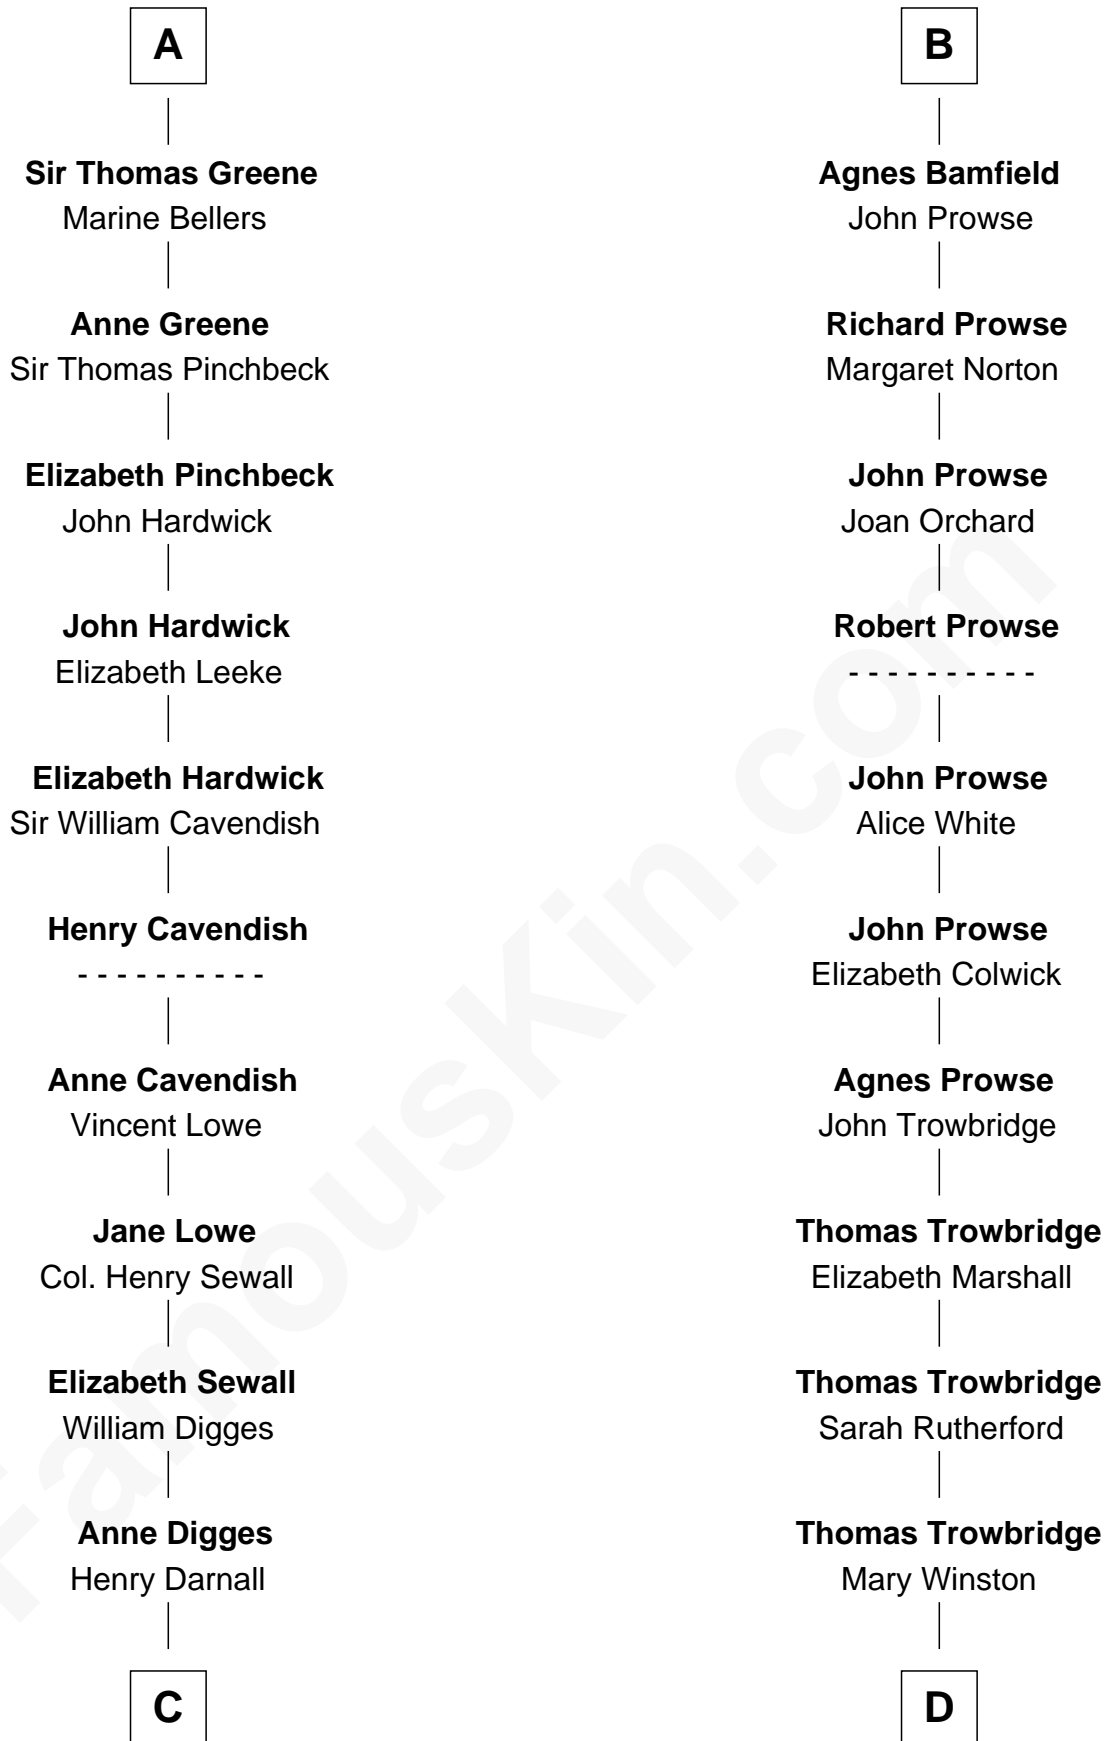 A
Sir Thomas Greene
Marine Bellers
Anne Greene
Sir Thomas Pinchbeck
Elizabeth Pinchbeck
John Hardwick
John Hardwick
Elizabeth Leeke
Elizabeth Hardwick
Sir William Cavendish
Henry Cavendish
- - - - - - - - - -
Anne Cavendish
Vincent Lowe
Jane Lowe
Col. Henry Sewall
Elizabeth Sewall
William Digges
Anne Digges
Henry Darnall
C
B
Agnes Bamfield
John Prowse
Richard Prowse
Margaret Norton
John Prowse
Joan Orchard
Robert Prowse
- - - - - - - - - -
John Prowse
Alice White
John Prowse
Elizabeth Colwick
Agnes Prowse
John Trowbridge
Thomas Trowbridge
Elizabeth Marshall
Thomas Trowbridge
Sarah Rutherford
Thomas Trowbridge
Mary Winston
D
FamousKin.com